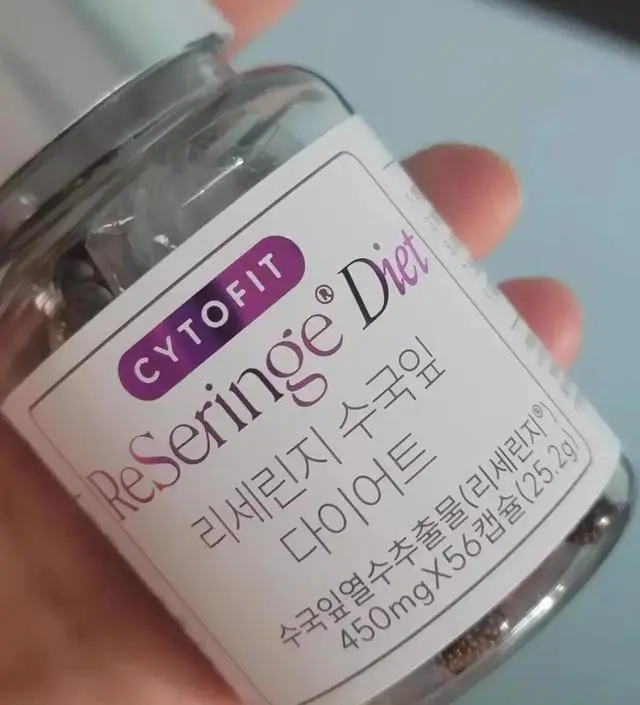 CYTOFIT
ReSeringe® Diet
리세린지 수국잎
다이어트
수국잎열수추출물(리세린지®)
450mgX56캡슐(25.2g)